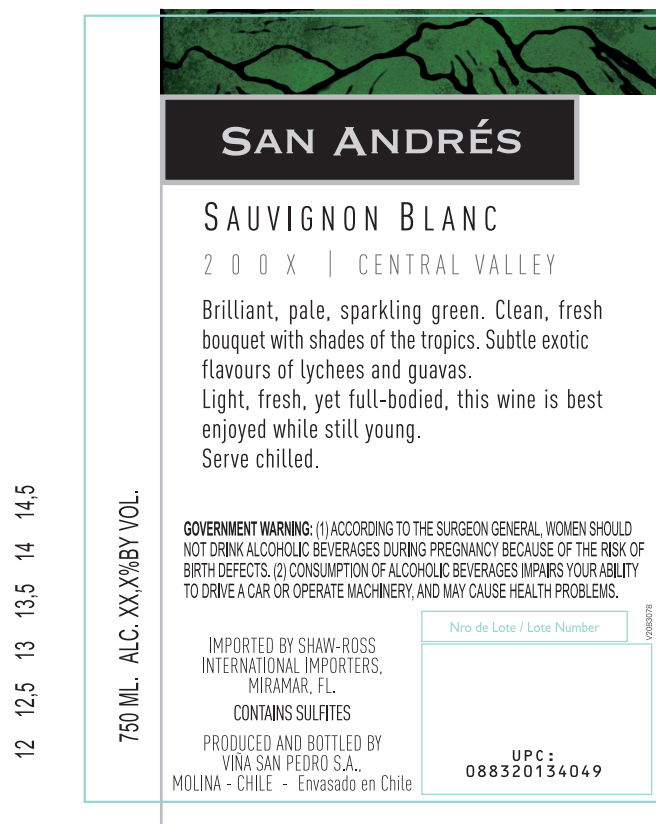 SAN ANDRÉS
SAUVIGNON BLANC
200X | CENTRAL VALLEY
Brilliant, pale, sparkling green. Clean, fresh
bouquet with shades of the tropics. Subtle exotic
flavours of lychees and guavas.
Light, fresh, yet full-bodied, this wine is best
enjoyed while still young.
Serve chilled.
GOVERNMENT WARNING: (1) ACCORDING TO THE SURGEON GENERAL, WOMEN SHOULD
NOT DRINK ALCOHOLIC BEVERAGES DURING PREGNANCY BECAUSE OF THE RISK OF
BIRTH DEFECTS. (2) CONSUMPTION OF ALCOHOLIC BEVERAGES IMPAIRS YOUR ABILITY
TO DRIVE A CAR OR OPERATE MACHINERY, AND MAY CAUSE HEALTH PROBLEMS.
IMPORTED BY SHAW-ROSS
INTERNATIONAL IMPORTERS,
MIRAMAR, FL.
CONTAINS SULFITES
PRODUCED AND BOTTLED BY
VIÑA SAN PEDRO S.A.,
MOLINA - CHILE - Envasado en Chile
Nro de Lote / Lote Number
V2083078
UPC:
088320134049
750 ML. ALC. XX,X%BY VOL.
12 12,5 13 13,5 14 14,5